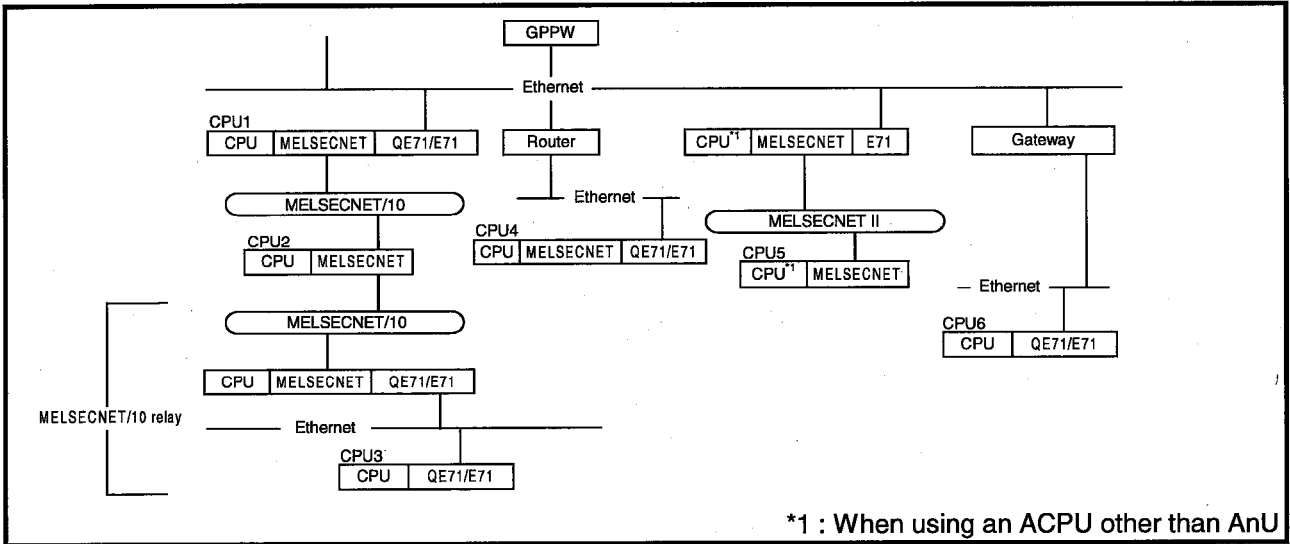 GPPW
Ethernet
CPU1
CPU MELSECNET QE71/E71
Router
CPU*1 MELSECNET E71
Gateway
MELSECNET/10
Ethernet
MELSECNET II
CPU2
CPU MELSECNET
CPU4
CPU MELSECNET QE71/E71
CPU5
CPU*1 MELSECNET
Ethernet
MELSECNET/10
CPU6
CPU QE71/E71
CPU MELSECNET QE71/E71
MELSECNET/10 relay
Ethernet
CPU3
CPU QE71/E71
*1 : When using an ACPU other than AnU